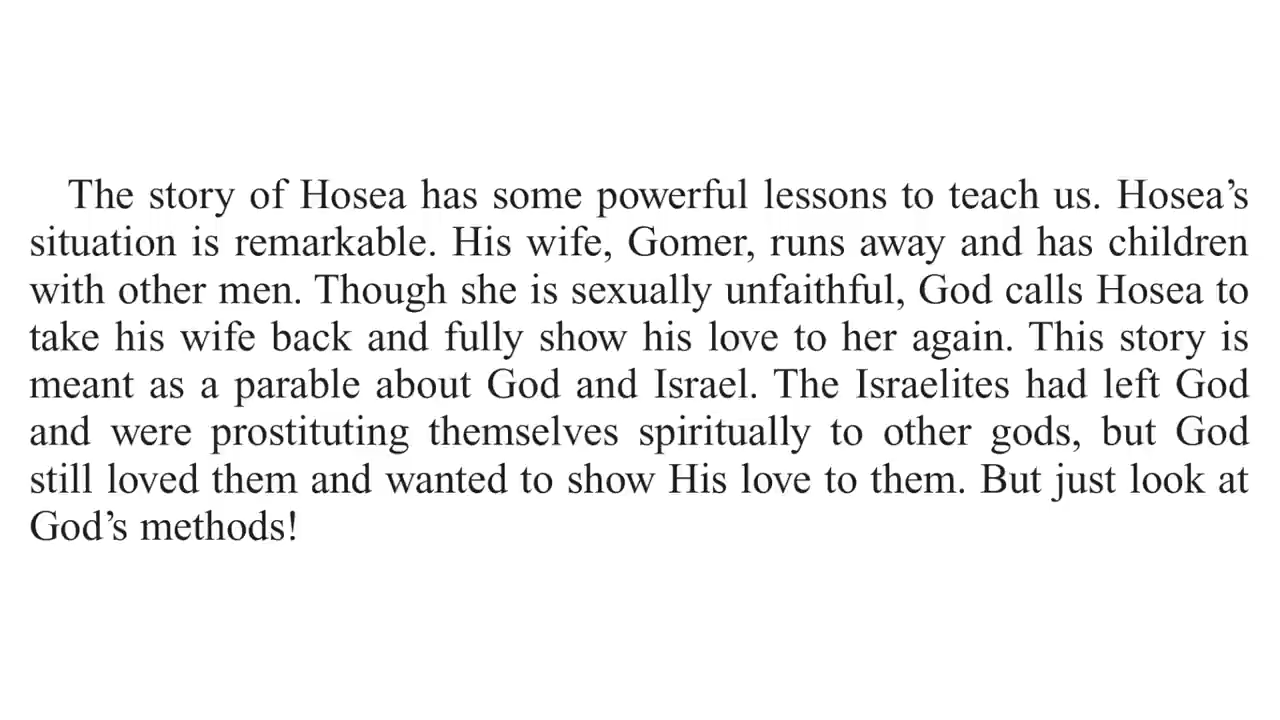 The story of Hosea has some powerful lessons to teach us. Hosea’s
situation is remarkable. His wife, Gomer, runs away and has children
with other men. Though she is sexually unfaithful, God calls Hosea to
take his wife back and fully show his love to her again. This story is
meant as a parable about God and Israel. The Israelites had left God
and were prostituting themselves spiritually to other gods, but God
still loved them and wanted to show His love to them. But just look at
God’s methods!